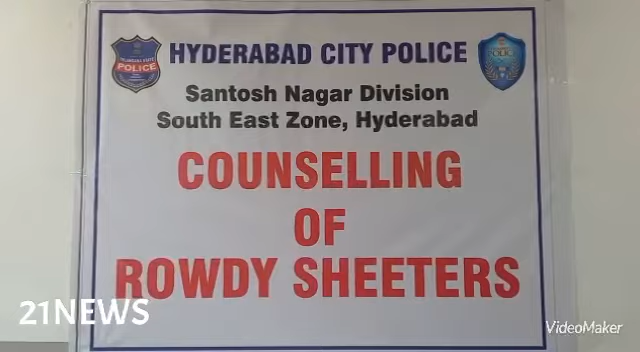 HYDERABAD CITY POLICE
POLICE
Santosh Nagar Division
South East Zone, Hyderabad
COUNSELLING
OF
ROWDY SHEETERS
21NEWS
VideoMaker